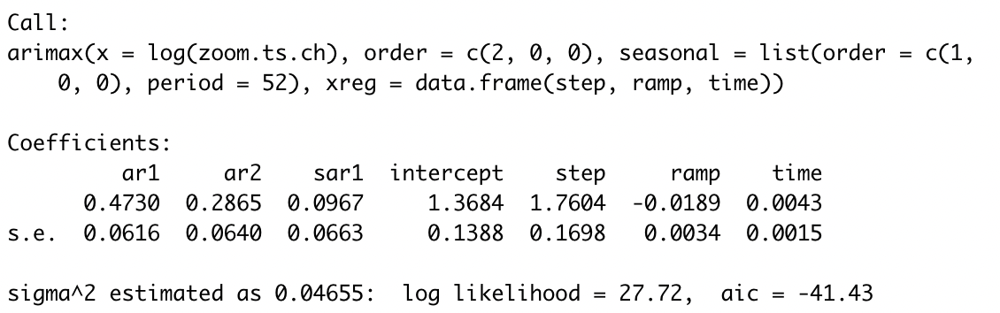 Call:
arimax(x = log(zoom.ts.ch), order = c(2, 0, 0), seasonal = list(order = c(1,
    0, 0), period = 52), xreg = data.frame(step, ramp, time))

Coefficients:
         ar1     ar2    sar1  intercept    step     ramp    time
      0.4730  0.2865  0.0967     1.3684  1.7604  -0.0189  0.0043
s.e.  0.0616  0.0640  0.0663     0.1388  0.1698   0.0034  0.0015

sigma^2 estimated as 0.04655:  log likelihood = 27.72,  aic = -41.43